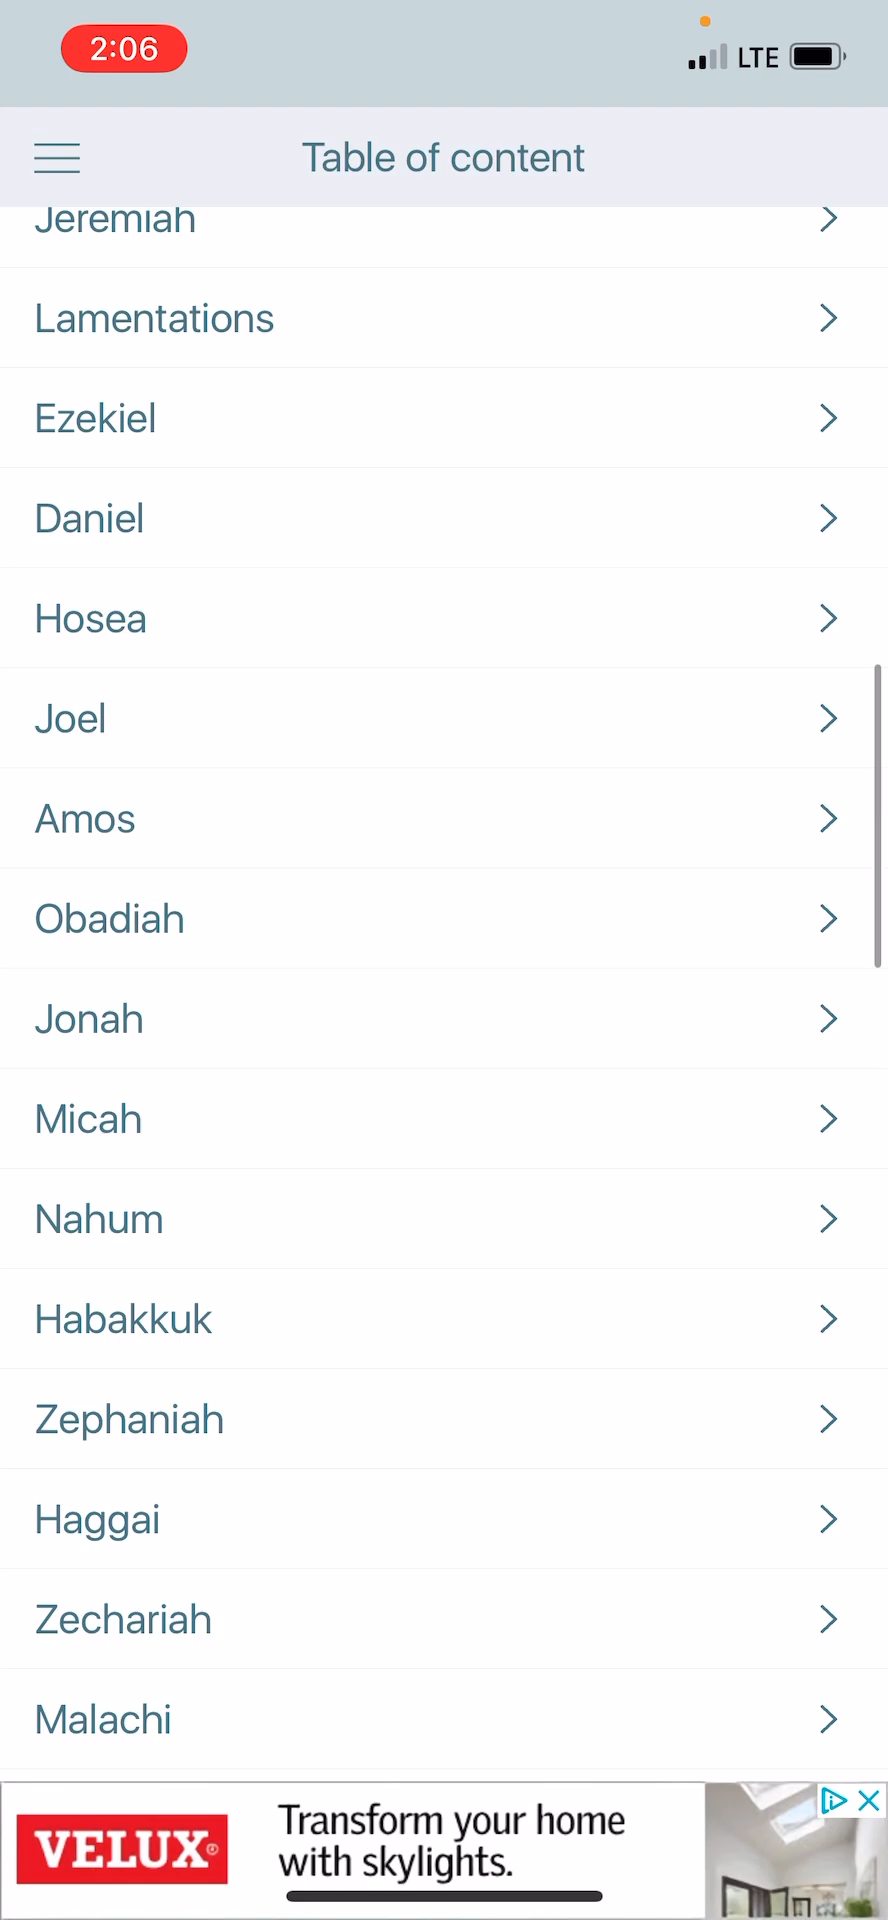 2:06
LTE
Table of content
Jeremiah
Lamentations
Ezekiel
Daniel
Hosea
Joel
Amos
Obadiah
Jonah
Micah
Nahum
Habakkuk
Zephaniah
Haggai
Zechariah
Malachi
VELUX®
Transform your home
with skylights.